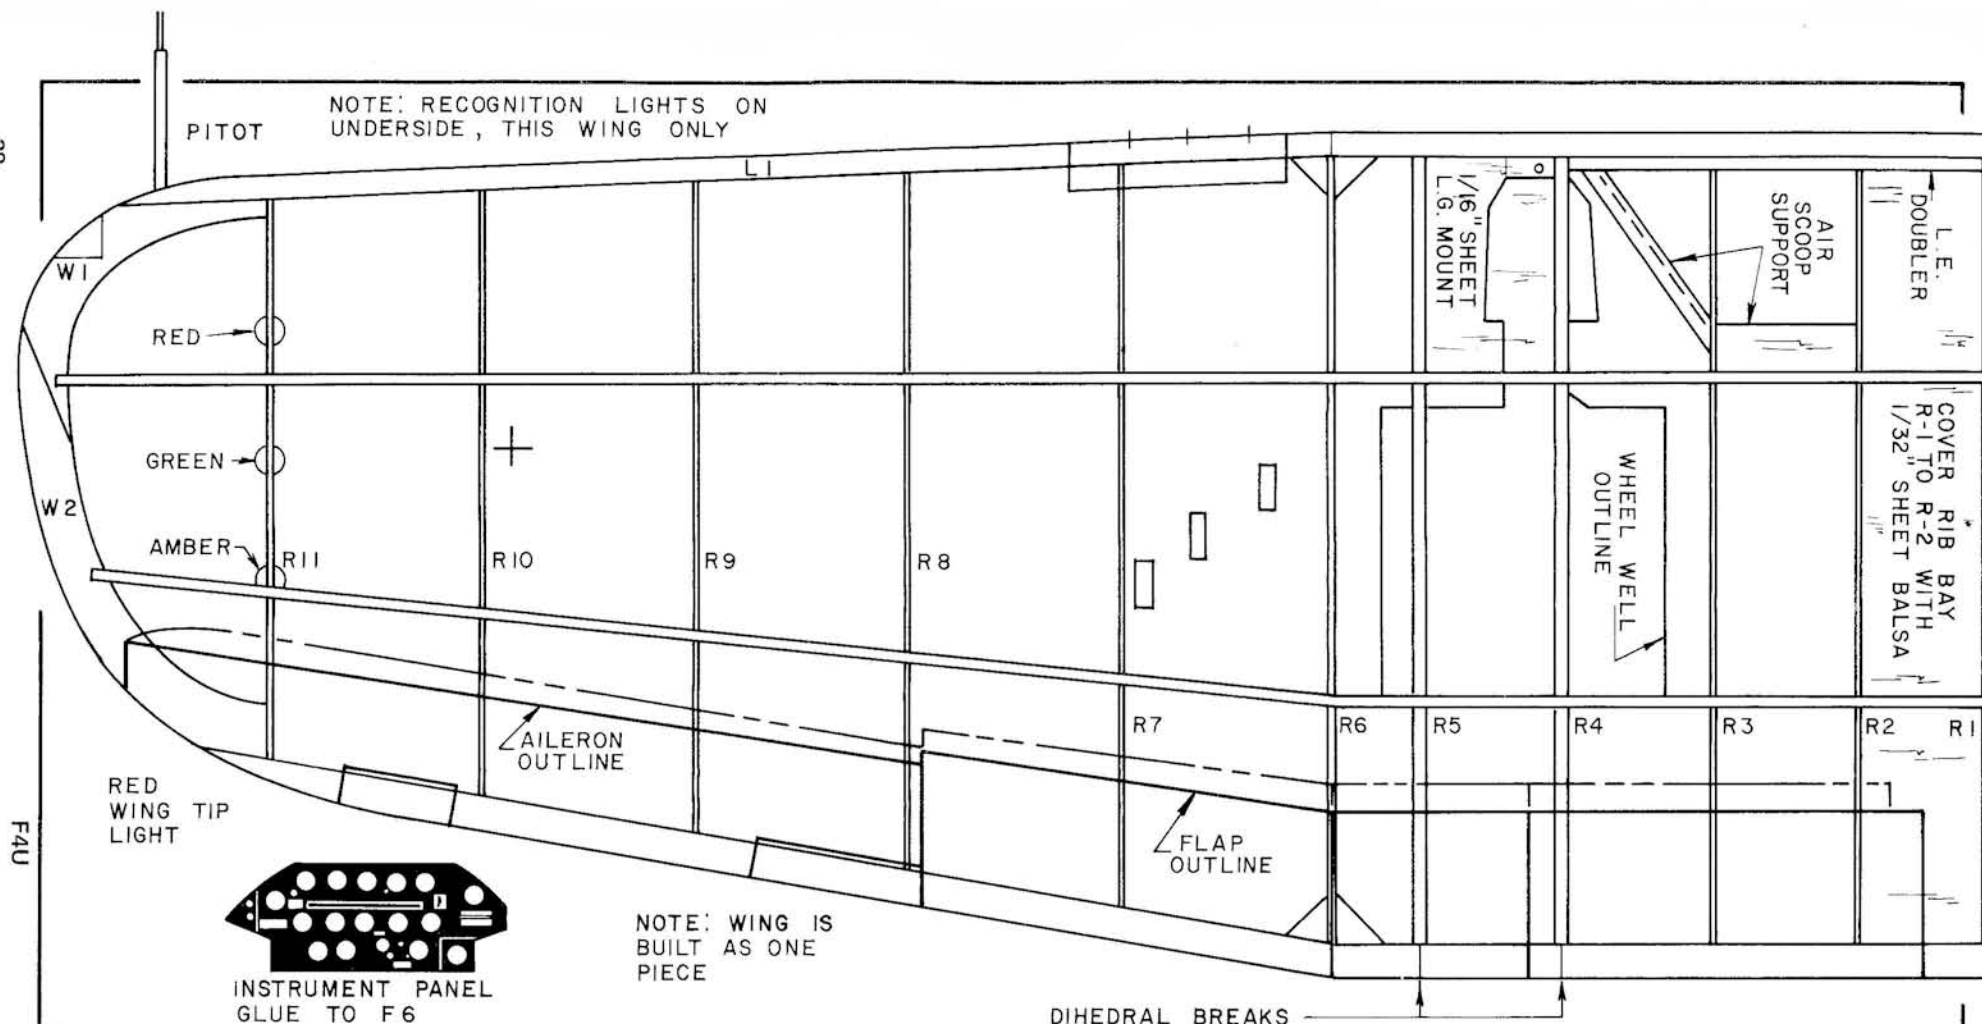 PITOT
NOTE: RECOGNITION LIGHTS ON
UNDERSIDE, THIS WING ONLY
L1
W1
RED
GREEN
W2
AMBER
R11
R10
R9
R8
R7
R6
R5
R4
R3
R2
R1
1/16" SHEET
L.G. MOUNT
AIR
SCOOP
SUPPORT
L.E.
DOUBLER
COVER RIB BAY
R-1 TO R-2 WITH
1/32" SHEET BALSA
WHEEL WELL
OUTLINE
AILERON
OUTLINE
FLAP
OUTLINE
RED
WING TIP
LIGHT
F4U
INSTRUMENT PANEL
GLUE TO F6
NOTE: WING IS
BUILT AS ONE
PIECE
DIHEDRAL BREAKS